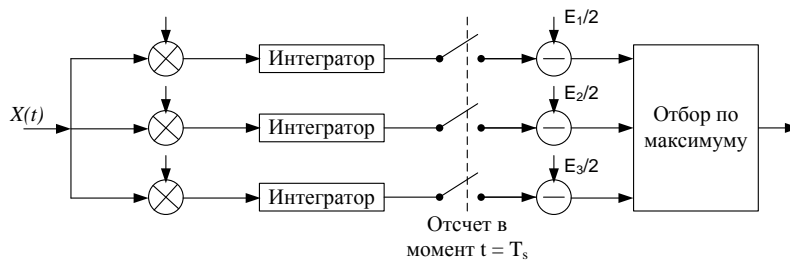 E₁/2
Интегратор
X(t)
E₂/2
Интегратор
Отбор по
максимуму
E₃/2
Интегратор
Отсчет в
момент t = Tₛ